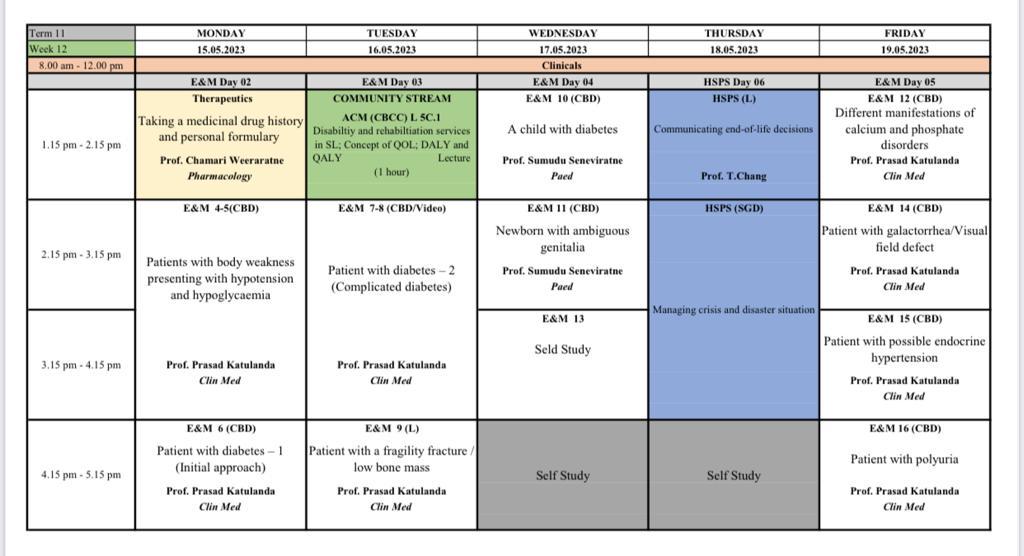 Term 11 MONDAY TUESDAY WEDNESDAY THURSDAY FRIDAY
Week 12 15.05.2023 16.05.2023 17.05.2023 18.05.2023 19.05.2023
8.00 am - 12.00 pm Clinicals
E&M Day 02 E&M Day 03 E&M Day 04 HSPS Day 06 E&M Day 05
1.15 pm - 2.15 pm
Therapeutics
Taking a medicinal drug history
and personal formulary
Prof. Chamari Weeraratne
Pharmacology
COMMUNITY STREAM
ACM (CBCC) L 5C.1
Disabiltiy and rehabiltiation services
in SL; Concept of QOL; DALY and
QALY Lecture
(1 hour)
E&M 10 (CBD)
A child with diabetes
Prof. Sumudu Seneviratne
Paed
HSPS (L)
Communicating end-of-life decisions
Prof. T.Chang
E&M 12 (CBD)
Different manifestations of
calcium and phosphate
disorders
Prof. Prasad Katulanda
Clin Med
2.15 pm - 3.15 pm
E&M 4-5(CBD)
Patients with body weakness
presenting with hypotension
and hypoglycaemia
Prof. Prasad Katulanda
Clin Med
E&M 7-8 (CBD/Video)
Patient with diabetes – 2
(Complicated diabetes)
Prof. Prasad Katulanda
Clin Med
E&M 11 (CBD)
Newborn with ambiguous
genitalia
Prof. Sumudu Seneviratne
Paed
HSPS (SGD)
Managing crisis and disaster situation
E&M 14 (CBD)
Patient with galactorrhea/Visual
field defect
Prof. Prasad Katulanda
Clin Med
3.15 pm - 4.15 pm
E&M 13
Seld Study
E&M 15 (CBD)
Patient with possible endocrine
hypertension
Prof. Prasad Katulanda
Clin Med
4.15 pm - 5.15 pm
E&M 6 (CBD)
Patient with diabetes – 1
(Initial approach)
Prof. Prasad Katulanda
Clin Med
E&M 9 (L)
Patient with a fragility fracture /
low bone mass
Prof. Prasad Katulanda
Clin Med
Self Study
Self Study
E&M 16 (CBD)
Patient with polyuria
Prof. Prasad Katulanda
Clin Med